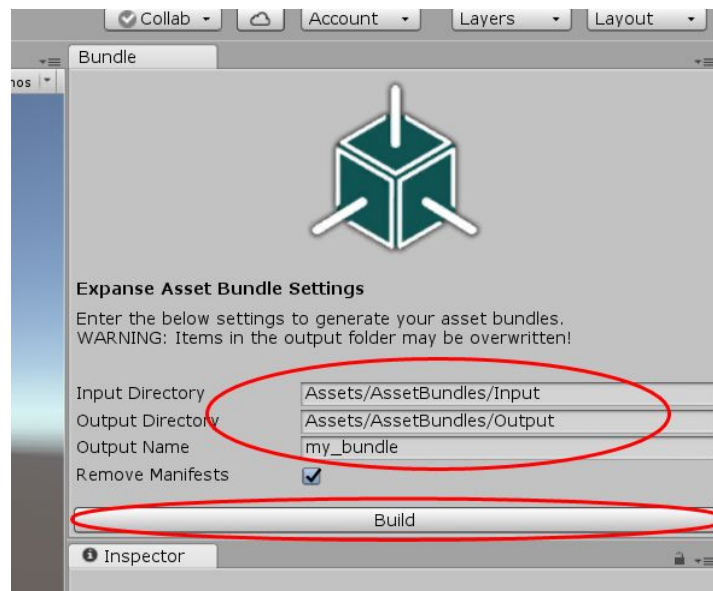 Collab Account Layers Layout
Bundle
Expanse Asset Bundle Settings
Enter the below settings to generate your asset bundles.
WARNING: Items in the output folder may be overwritten!
Input Directory Assets/AssetBundles/Input
Output Directory Assets/AssetBundles/Output
Output Name my_bundle
Remove Manifests
Build
Inspector